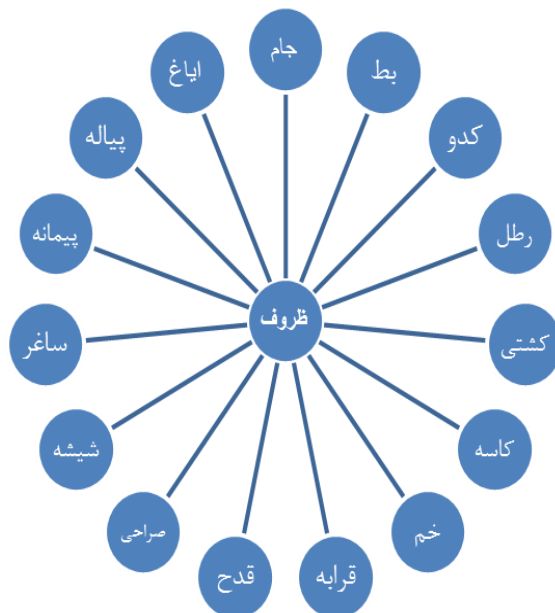 جام
بط
کدو
رطل
کشتی
کاسه
خم
قرابه
قدح
صراحی
شیشه
ساغر
پیمانه
پیاله
ایاغ
ظروف